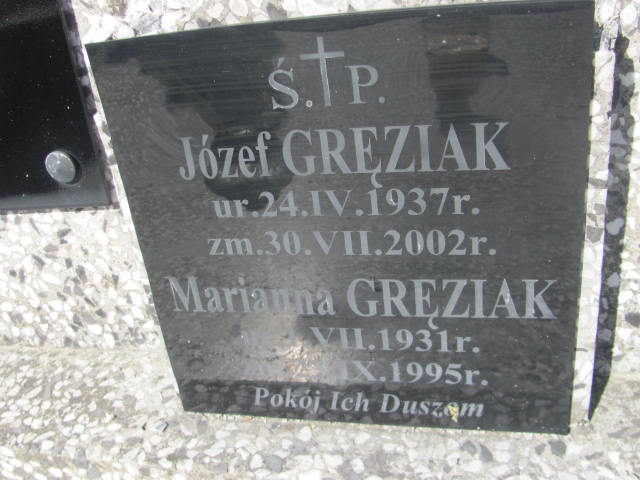 Ś.P.
Józef GRĘZIAK
ur.24.IV.1937r.
zm.30.VII.2002r.
Marianna GRĘZIAK
VII.1931r.
IX.1995r.
Pokój Ich Duszom